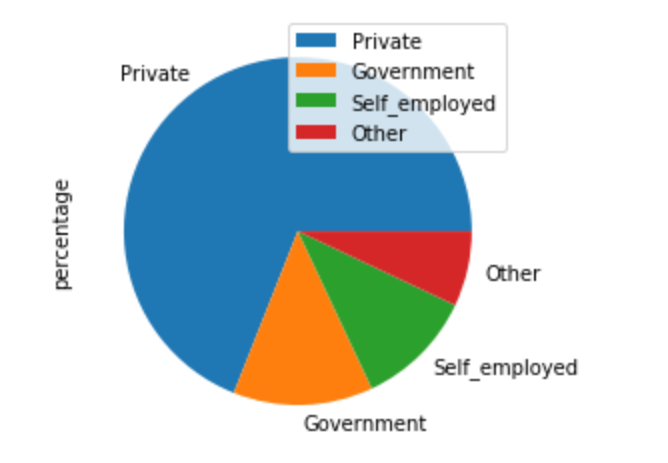 Private
Government
Self_employed
Other
Private
percentage
Other
Self_employed
Government